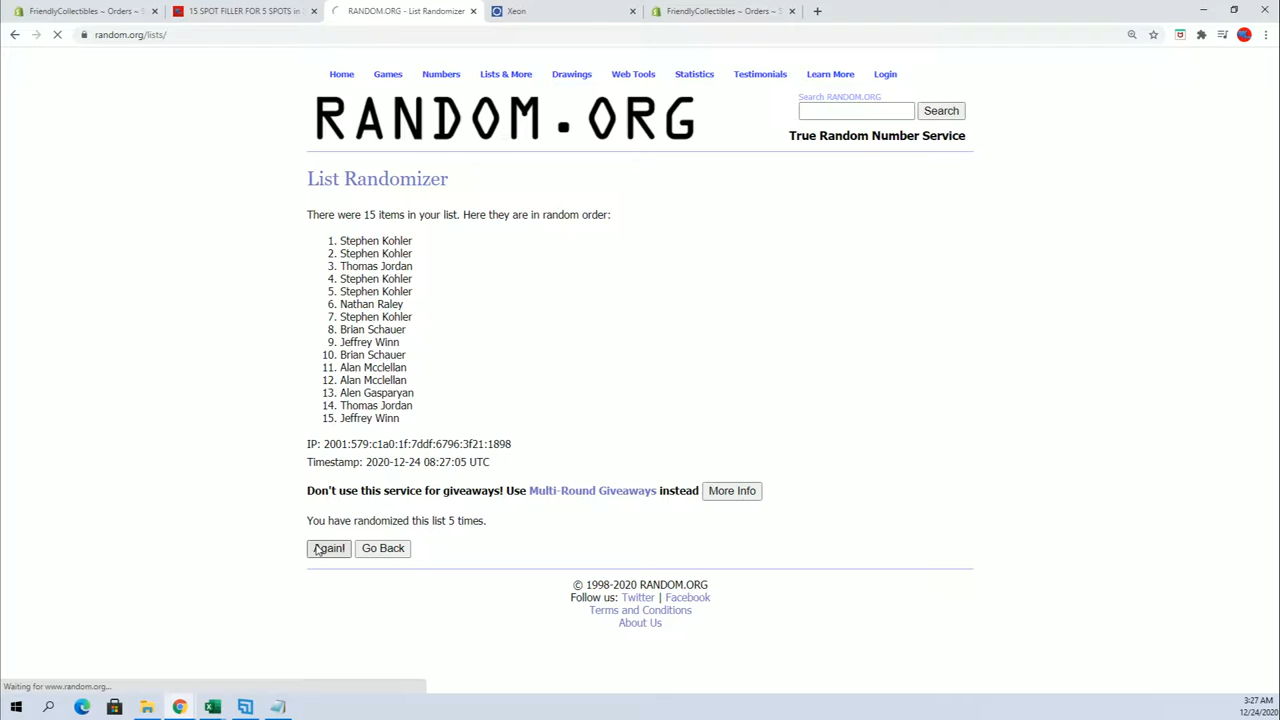 FriendlyCollectibles ~ Orders ~ S
15 SPOT FILLER FOR 5 SPOTS in
RANDOM.ORG - List Randomizer
Xeon
FriendlyCollectibles ~ Orders ~ S
random.org/lists/
Home Games Numbers Lists & More Drawings Web Tools Statistics Testimonials Learn More Login
RANDOM.ORG
Search RANDOM.ORG
Search
True Random Number Service
List Randomizer
There were 15 items in your list. Here they are in random order:
1. Stephen Kohler
2. Stephen Kohler
3. Thomas Jordan
4. Stephen Kohler
5. Stephen Kohler
6. Nathan Raley
7. Stephen Kohler
8. Brian Schauer
9. Jeffrey Winn
10. Brian Schauer
11. Alan Mcclellan
12. Alan Mcclellan
13. Alen Gasparyan
14. Thomas Jordan
15. Jeffrey Winn
IP: 2001:579:c1a0:1f:7ddf:6796:3f21:1898
Timestamp: 2020-12-24 08:27:05 UTC
Don't use this service for giveaways! Use Multi-Round Giveaways instead More Info
You have randomized this list 5 times.
Again! Go Back
© 1998-2020 RANDOM.ORG
Follow us: Twitter | Facebook
Terms and Conditions
About Us
Waiting for www.random.org...
3:27 AM
12/24/2020